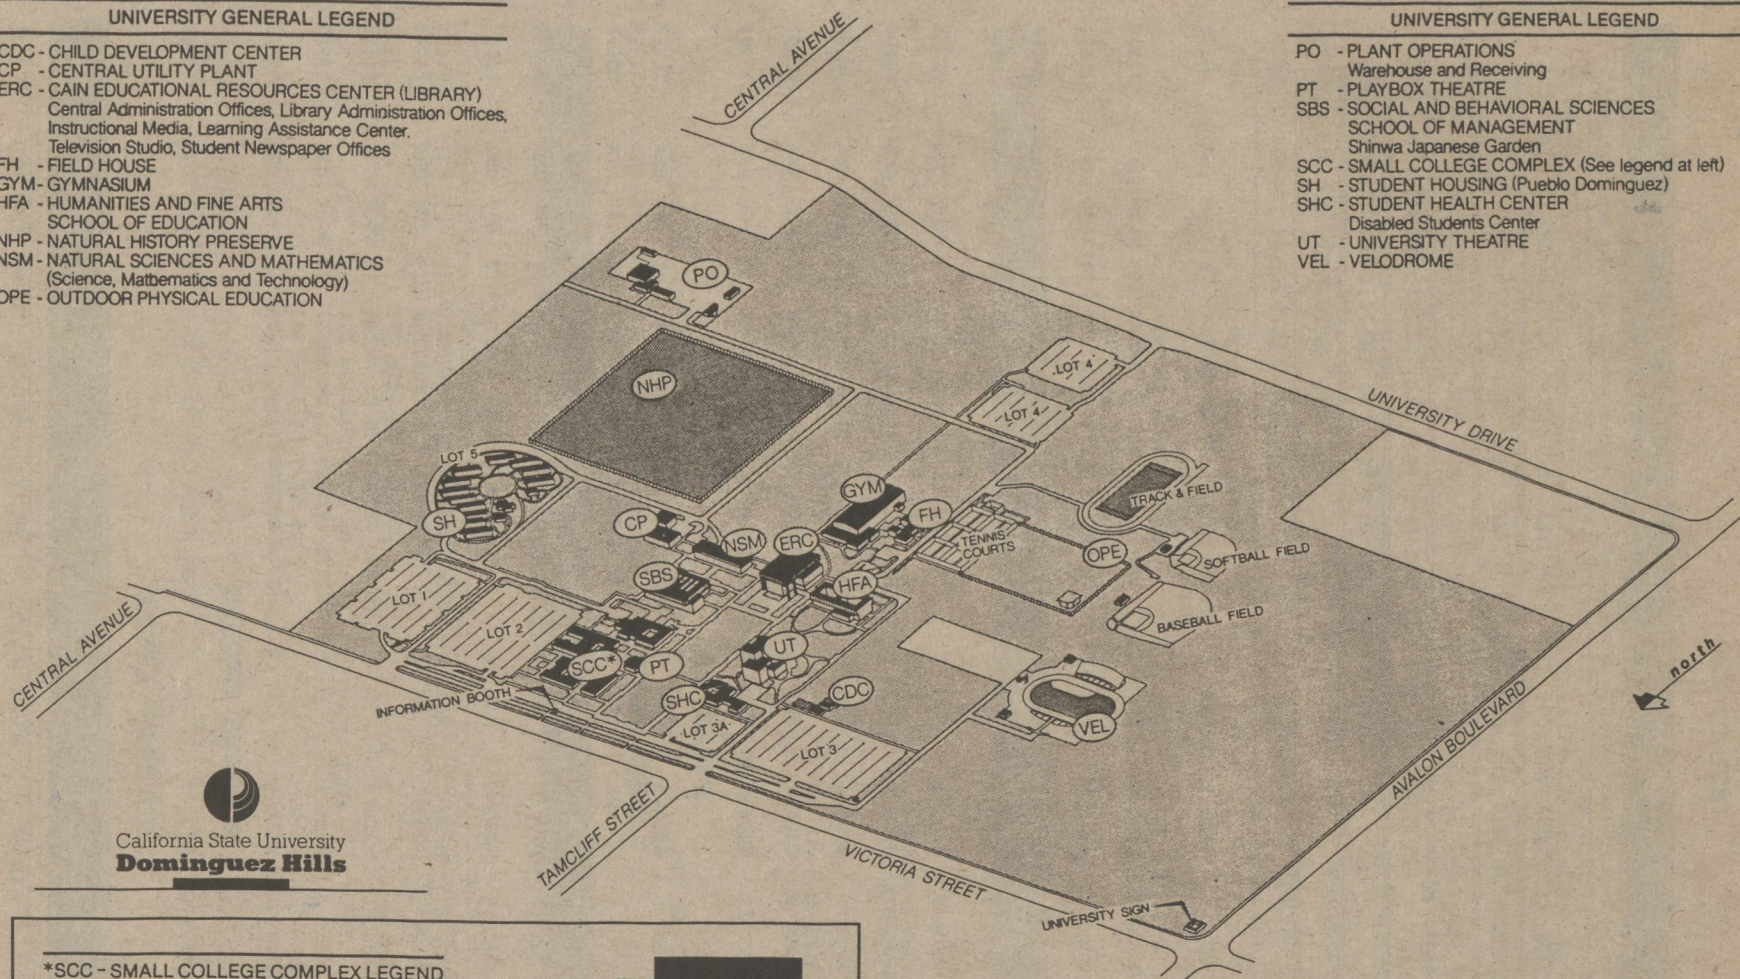 UNIVERSITY GENERAL LEGEND
CDC - CHILD DEVELOPMENT CENTER
CP - CENTRAL UTILITY PLANT
ERC - CAIN EDUCATIONAL RESOURCES CENTER (LIBRARY)
Central Administration Offices, Library Administration Offices,
Instructional Media, Learning Assistance Center,
Television Studio, Student Newspaper Offices
FH - FIELD HOUSE
GYM - GYMNASIUM
HFA - HUMANITIES AND FINE ARTS
SCHOOL OF EDUCATION
NHP - NATURAL HISTORY PRESERVE
NSM - NATURAL SCIENCES AND MATHEMATICS
(Science, Matbematics and Technology)
OPE - OUTDOOR PHYSICAL EDUCATION
UNIVERSITY GENERAL LEGEND
PO - PLANT OPERATIONS
Warehouse and Receiving
PT - PLAYBOX THEATRE
SBS - SOCIAL AND BEHAVIORAL SCIENCES
SCHOOL OF MANAGEMENT
Shinwa Japanese Garden
SCC - SMALL COLLEGE COMPLEX (See legend at left)
SH - STUDENT HOUSING (Pueblo Dominguez)
SHC - STUDENT HEALTH CENTER
Disabled Students Center
UT - UNIVERSITY THEATRE
VEL - VELODROME
CENTRAL AVENUE
PO
NHP
LOT 4
LOT 4
UNIVERSITY DRIVE
LOT 5
SH
CP
NSM
ERC
GYM
FH
TRACK & FIELD
TENNIS
COURTS
OPE
SOFTBALL FIELD
BASEBALL FIELD
SBS
HFA
LOT 1
LOT 2
SCC*
PT
UT
SHC
CDC
LOT 3A
LOT 3
VEL
INFORMATION BOOTH
CENTRAL AVENUE
north
AVALON BOULEVARD
TAMCLIFF STREET
VICTORIA STREET
UNIVERSITY SIGN
California State University
Dominguez Hills
*SCC - SMALL COLLEGE COMPLEX LEGEND